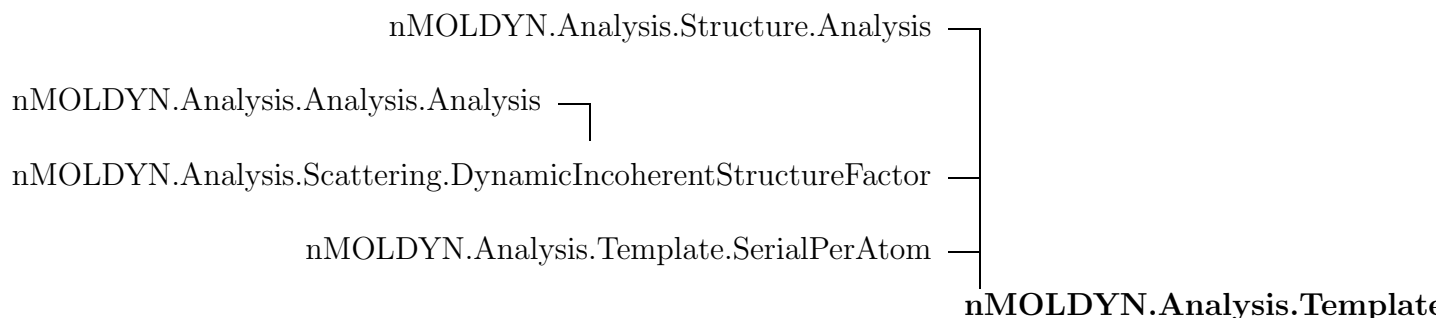 nMOLDYN.Analysis.Structure.Analysis
nMOLDYN.Analysis.Analysis.Analysis
nMOLDYN.Analysis.Scattering.DynamicIncoherentStructureFactor
nMOLDYN.Analysis.Template.SerialPerAtom
nMOLDYN.Analysis.Template